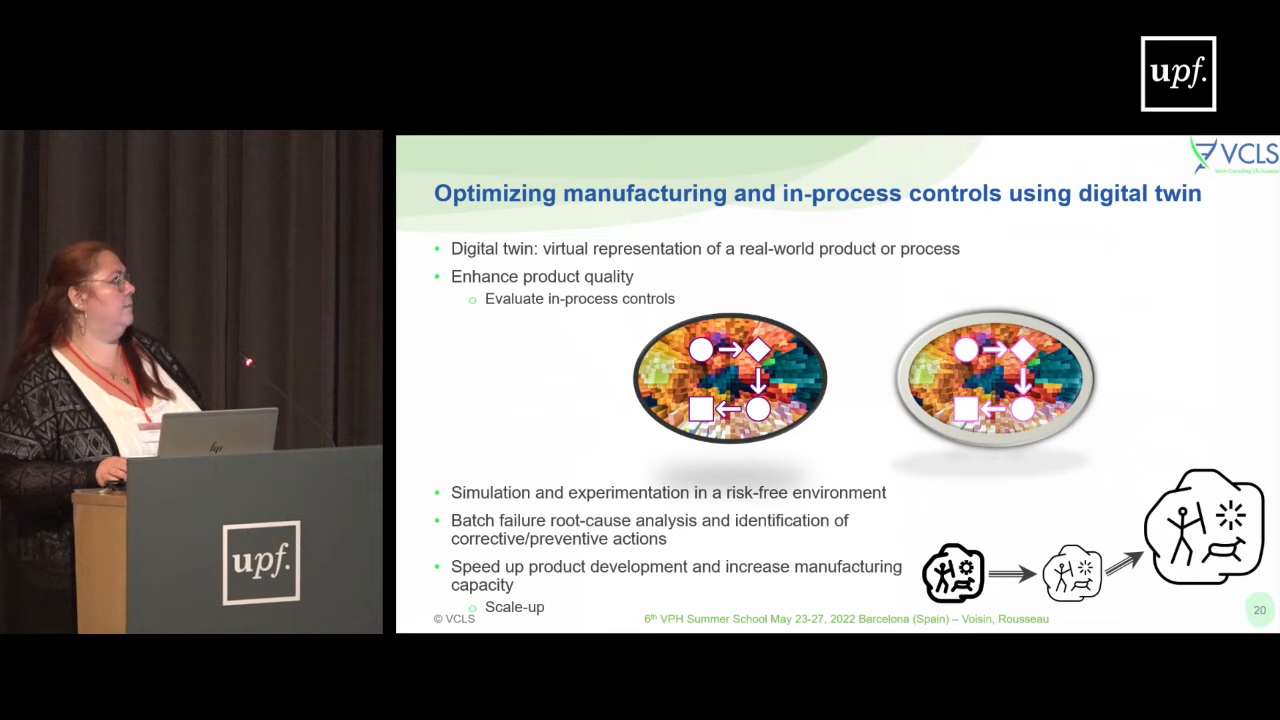 upf.
VCLS
Optimizing manufacturing and in-process controls using digital twin
• Digital twin: virtual representation of a real-world product or process
• Enhance product quality
o Evaluate in-process controls
• Simulation and experimentation in a risk-free environment
• Batch failure root-cause analysis and identification of
corrective/preventive actions
• Speed up product development and increase manufacturing
capacity
o Scale-up
© VCLS
6th VPH Summer School May 23-27, 2022 Barcelona (Spain) – Voisin, Rousseau
20
hp
upf.